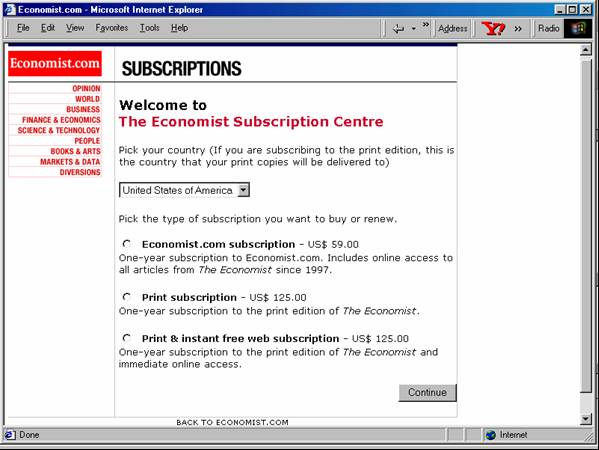 Economist.com - Microsoft Internet Explorer
File Edit View Favorites Tools Help
» Address Y! » Radio
Economist.com
SUBSCRIPTIONS
OPINION
WORLD
BUSINESS
FINANCE & ECONOMICS
SCIENCE & TECHNOLOGY
PEOPLE
BOOKS & ARTS
MARKETS & DATA
DIVERSIONS
Welcome to
The Economist Subscription Centre
Pick your country (If you are subscribing to the print edition, this is
the country that your print copies will be delivered to)
United States of America
Pick the type of subscription you want to buy or renew.
Economist.com subscription - US$ 59.00
One-year subscription to Economist.com. Includes online access to
all articles from The Economist since 1997.
Print subscription - US$ 125.00
One-year subscription to the print edition of The Economist.
Print & instant free web subscription - US$ 125.00
One-year subscription to the print edition of The Economist and
immediate online access.
Continue
BACK TO ECONOMIST.COM
Done
Internet